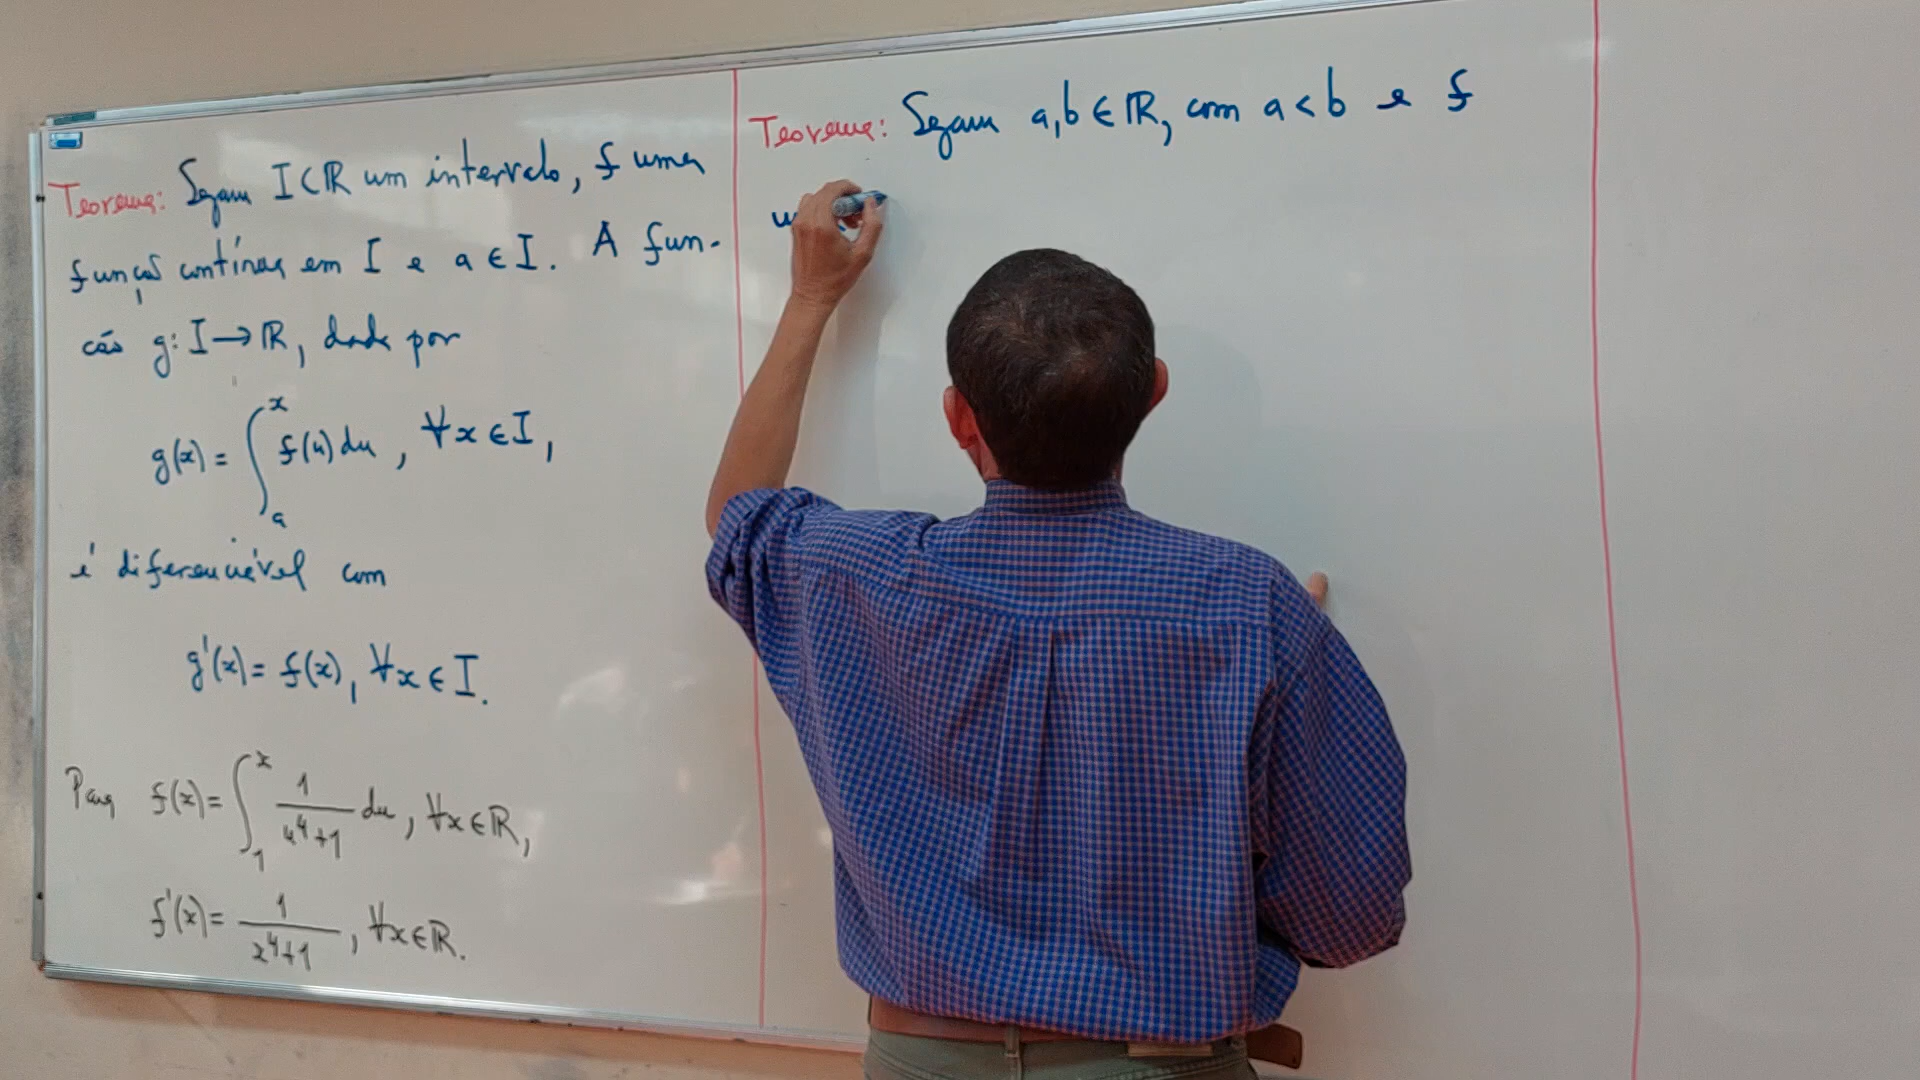 Teorema: Sejam I⊂ℝ um intervalo, f uma
função contínua em I e a ∈ I. A fun-
ção g: I → ℝ, dada por
g(x) = ∫ₐˣ f(u) du, ∀x ∈ I,
é diferenciável com
g'(x) = f(x), ∀x ∈ I.
Para f(x) = ∫₁ˣ 1/(u⁴+1) du, ∀x∈ℝ,
f'(x) = 1/(x⁴+1), ∀x∈ℝ.
Teorema: Sejam a,b ∈ ℝ, com a < b e f